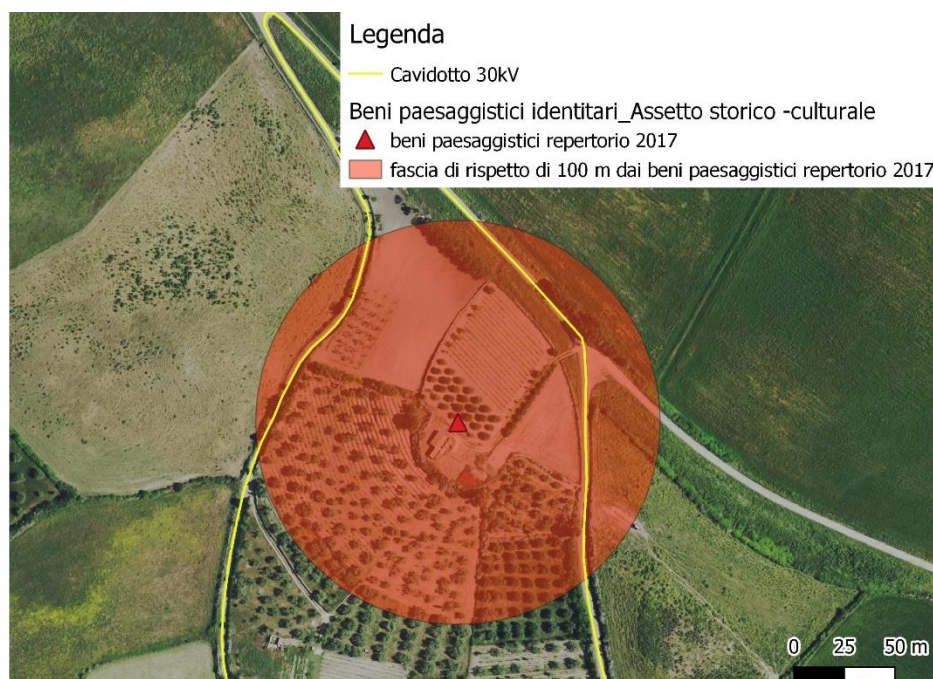 Legenda
Cavidotto 30kV
Beni paesaggistici identitari_Assetto storico -culturale
beni paesaggistici repertorio 2017
fascia di rispetto di 100 m dai beni paesaggistici repertorio 2017
0 25 50 m